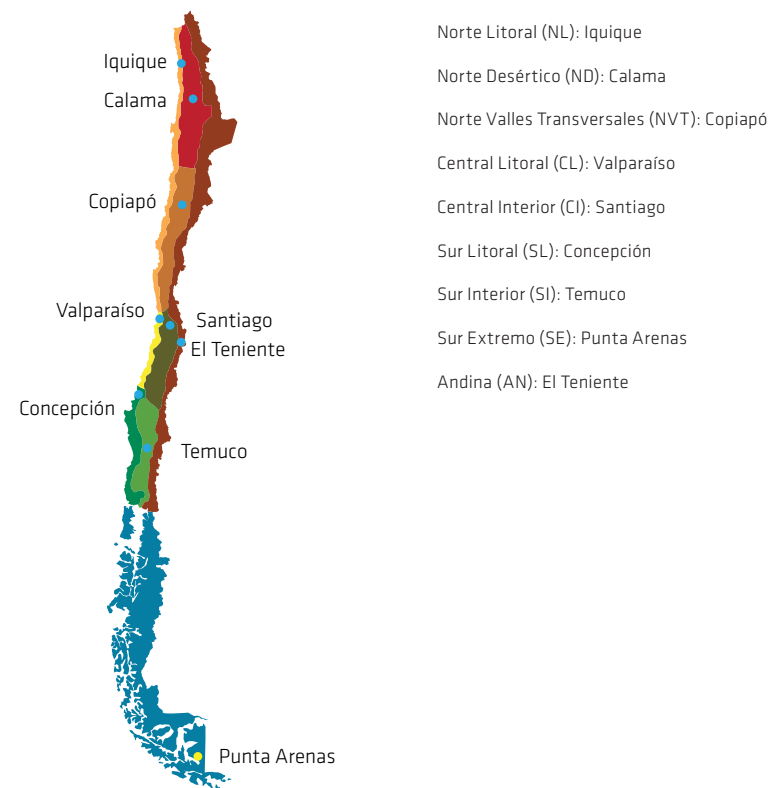 Iquique
Calama
Copiapó
Valparaíso
Santiago
El Teniente
Concepción
Temuco
Punta Arenas
Norte Litoral (NL): Iquique
Norte Desértico (ND): Calama
Norte Valles Transversales (NVT): Copiapó
Central Litoral (CL): Valparaíso
Central Interior (CI): Santiago
Sur Litoral (SL): Concepción
Sur Interior (SI): Temuco
Sur Extremo (SE): Punta Arenas
Andina (AN): El Teniente